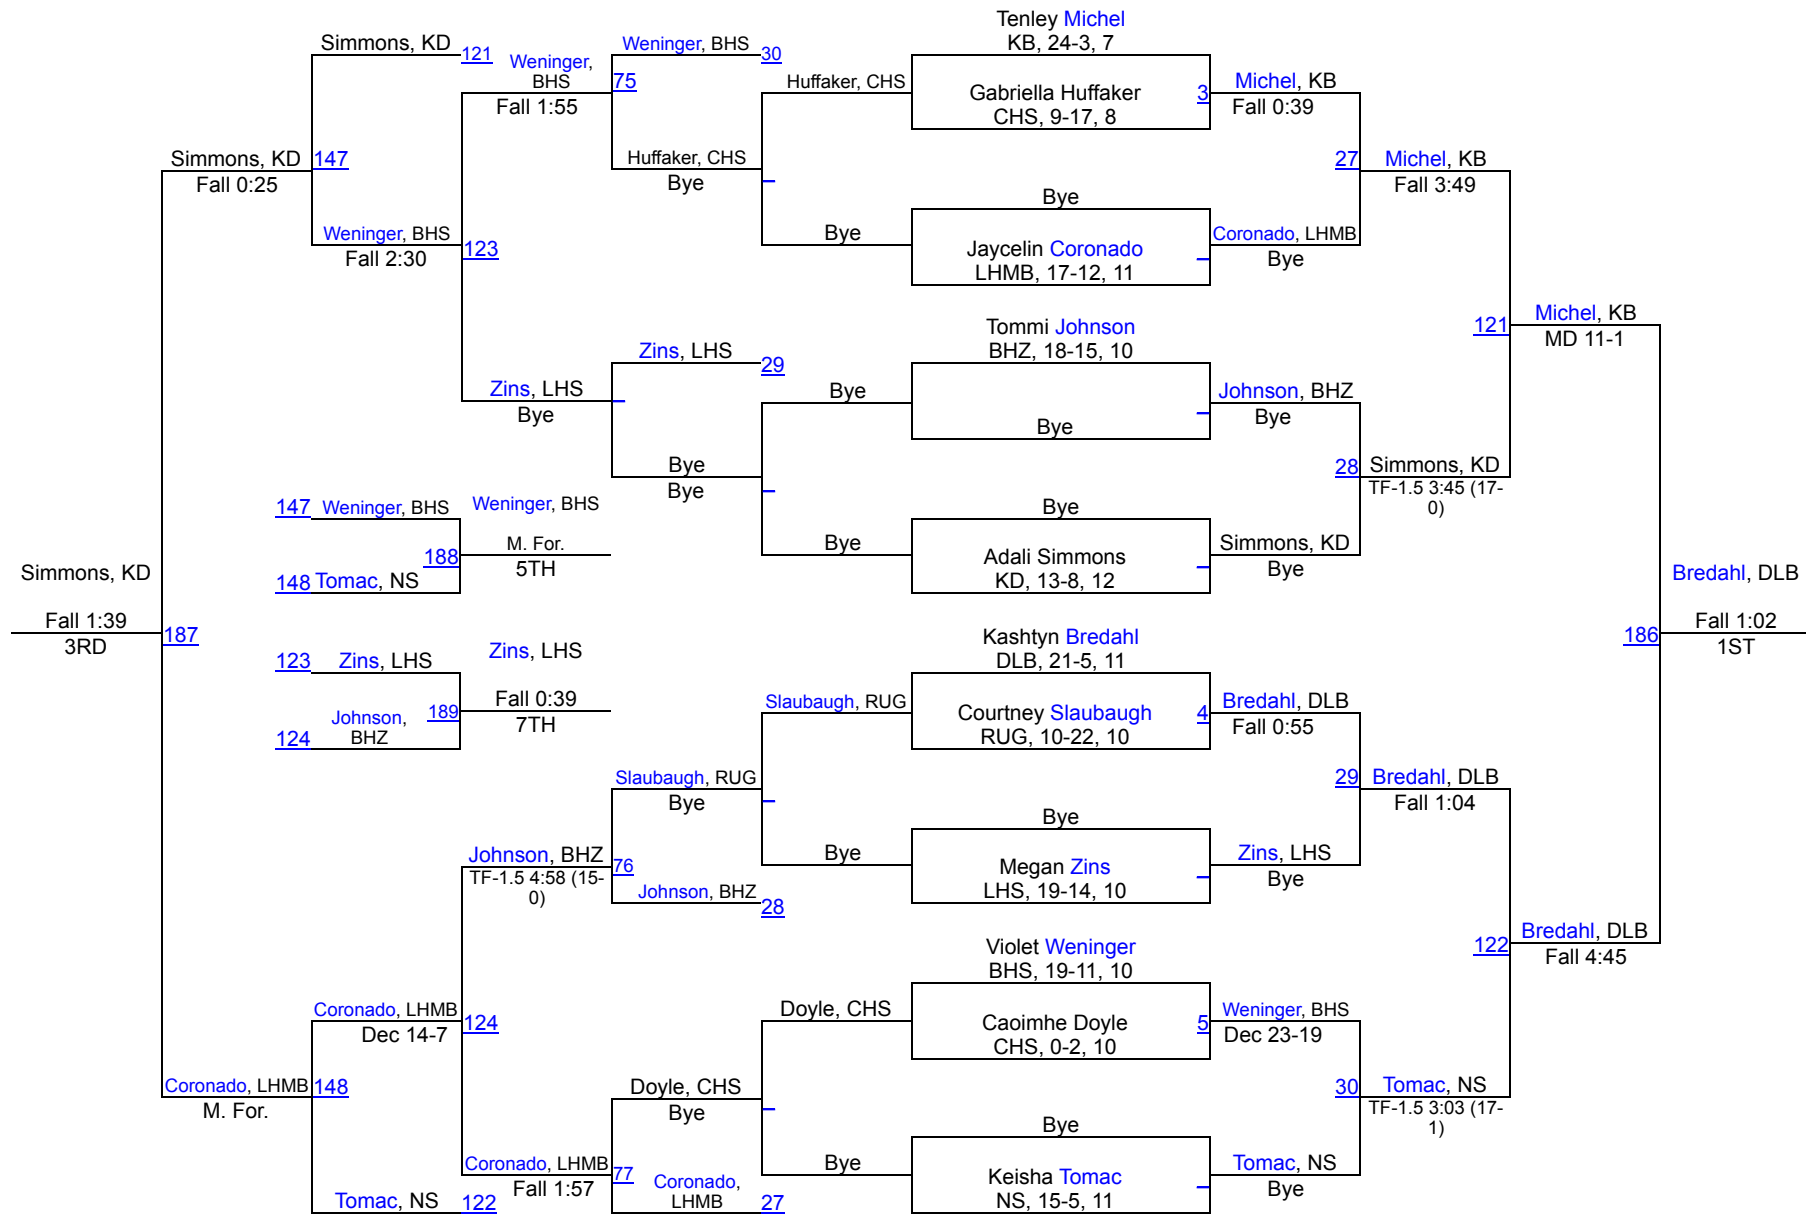 Tenley Michel
KB, 24-3, 7
Gabriella Huffaker
CHS, 9-17, 8
3
Michel, KB
Fall 0:39
Bye
Jaycelin Coronado
LHMB, 17-12, 11
Coronado, LHMB
Bye
27
Michel, KB
Fall 3:49
Tommi Johnson
BHZ, 18-15, 10
Bye
Johnson, BHZ
Bye
Bye
Adali Simmons
KD, 13-8, 12
Simmons, KD
Bye
28
Simmons, KD
TF-1.5 3:45 (17-
0)
121
Michel, KB
MD 11-1
Kashtyn Bredahl
DLB, 21-5, 11
Courtney Slaubaugh
RUG, 10-22, 10
4
Bredahl, DLB
Fall 0:55
Bye
Megan Zins
LHS, 19-14, 10
Zins, LHS
Bye
29
Bredahl, DLB
Fall 1:04
Violet Weninger
BHS, 19-11, 10
Caoimhe Doyle
CHS, 0-2, 10
5
Weninger, BHS
Dec 23-19
Bye
Keisha Tomac
NS, 15-5, 11
Tomac, NS
Bye
30
Tomac, NS
TF-1.5 3:03 (17-
1)
122
Bredahl, DLB
Fall 4:45
186
Bredahl, DLB
Fall 1:02
1ST
Huffaker, CHS
Bye
Weninger, BHS
30
Huffaker, CHS
Bye
75
Weninger,
BHS
Fall 1:55
Bye
Bye
Zins, LHS
29
Bye
Bye
Zins, LHS
Bye
123
Weninger, BHS
Fall 2:30
Simmons, KD
121
147
Simmons, KD
Fall 0:25
147
Weninger, BHS
148
Tomac, NS
188
Weninger, BHS
M. For.
5TH
123
Zins, LHS
124
Johnson,
BHZ
189
Zins, LHS
Fall 0:39
7TH
Slaubaugh, RUG
Bye
Slaubaugh, RUG
Bye
Johnson, BHZ
28
76
Johnson, BHZ
TF-1.5 4:58 (15-
0)
Doyle, CHS
Bye
Doyle, CHS
Bye
Coronado,
LHMB
27
77
Coronado, LHMB
Fall 1:57
124
Coronado, LHMB
Dec 14-7
Tomac, NS
122
148
Coronado, LHMB
M. For.
187
Simmons, KD
Fall 1:39
3RD